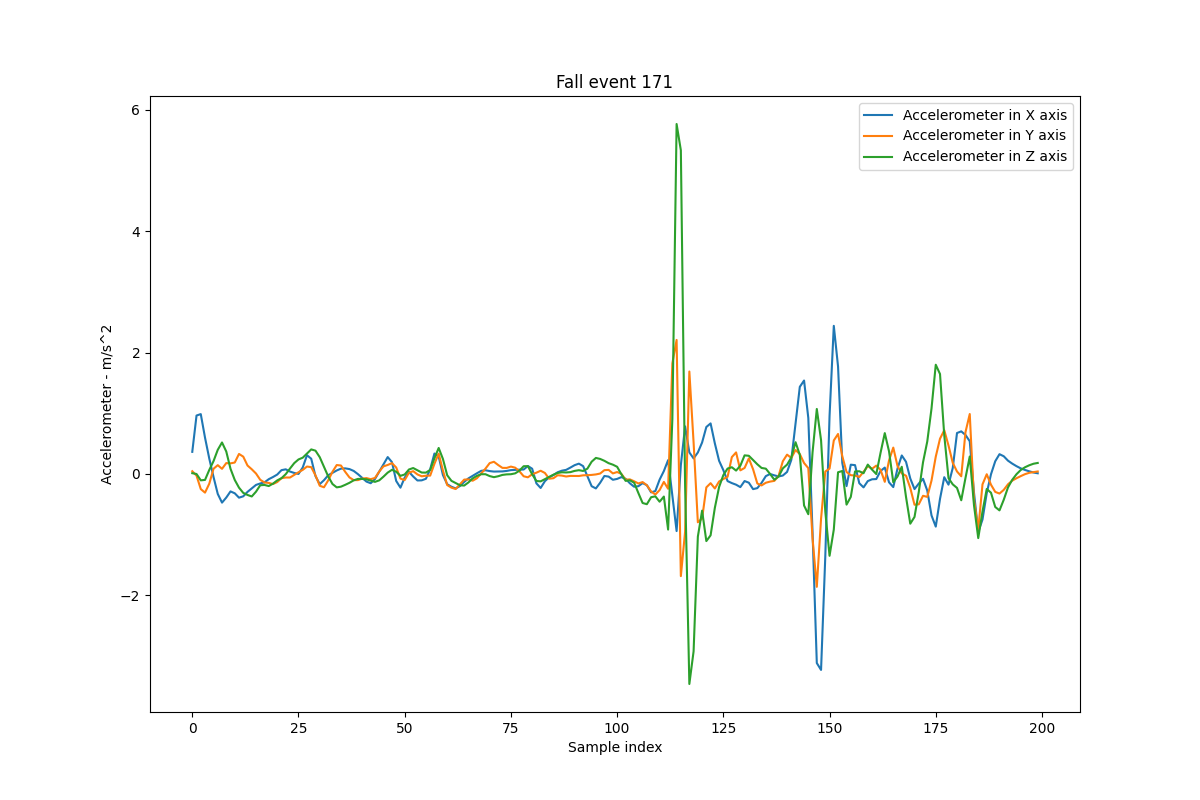 Fall event 171
Accelerometer in X axis
Accelerometer in Y axis
Accelerometer in Z axis
6
4
2
0
−2
Accelerometer - m/s^2
0 25 50 75 100 125 150 175 200
Sample index